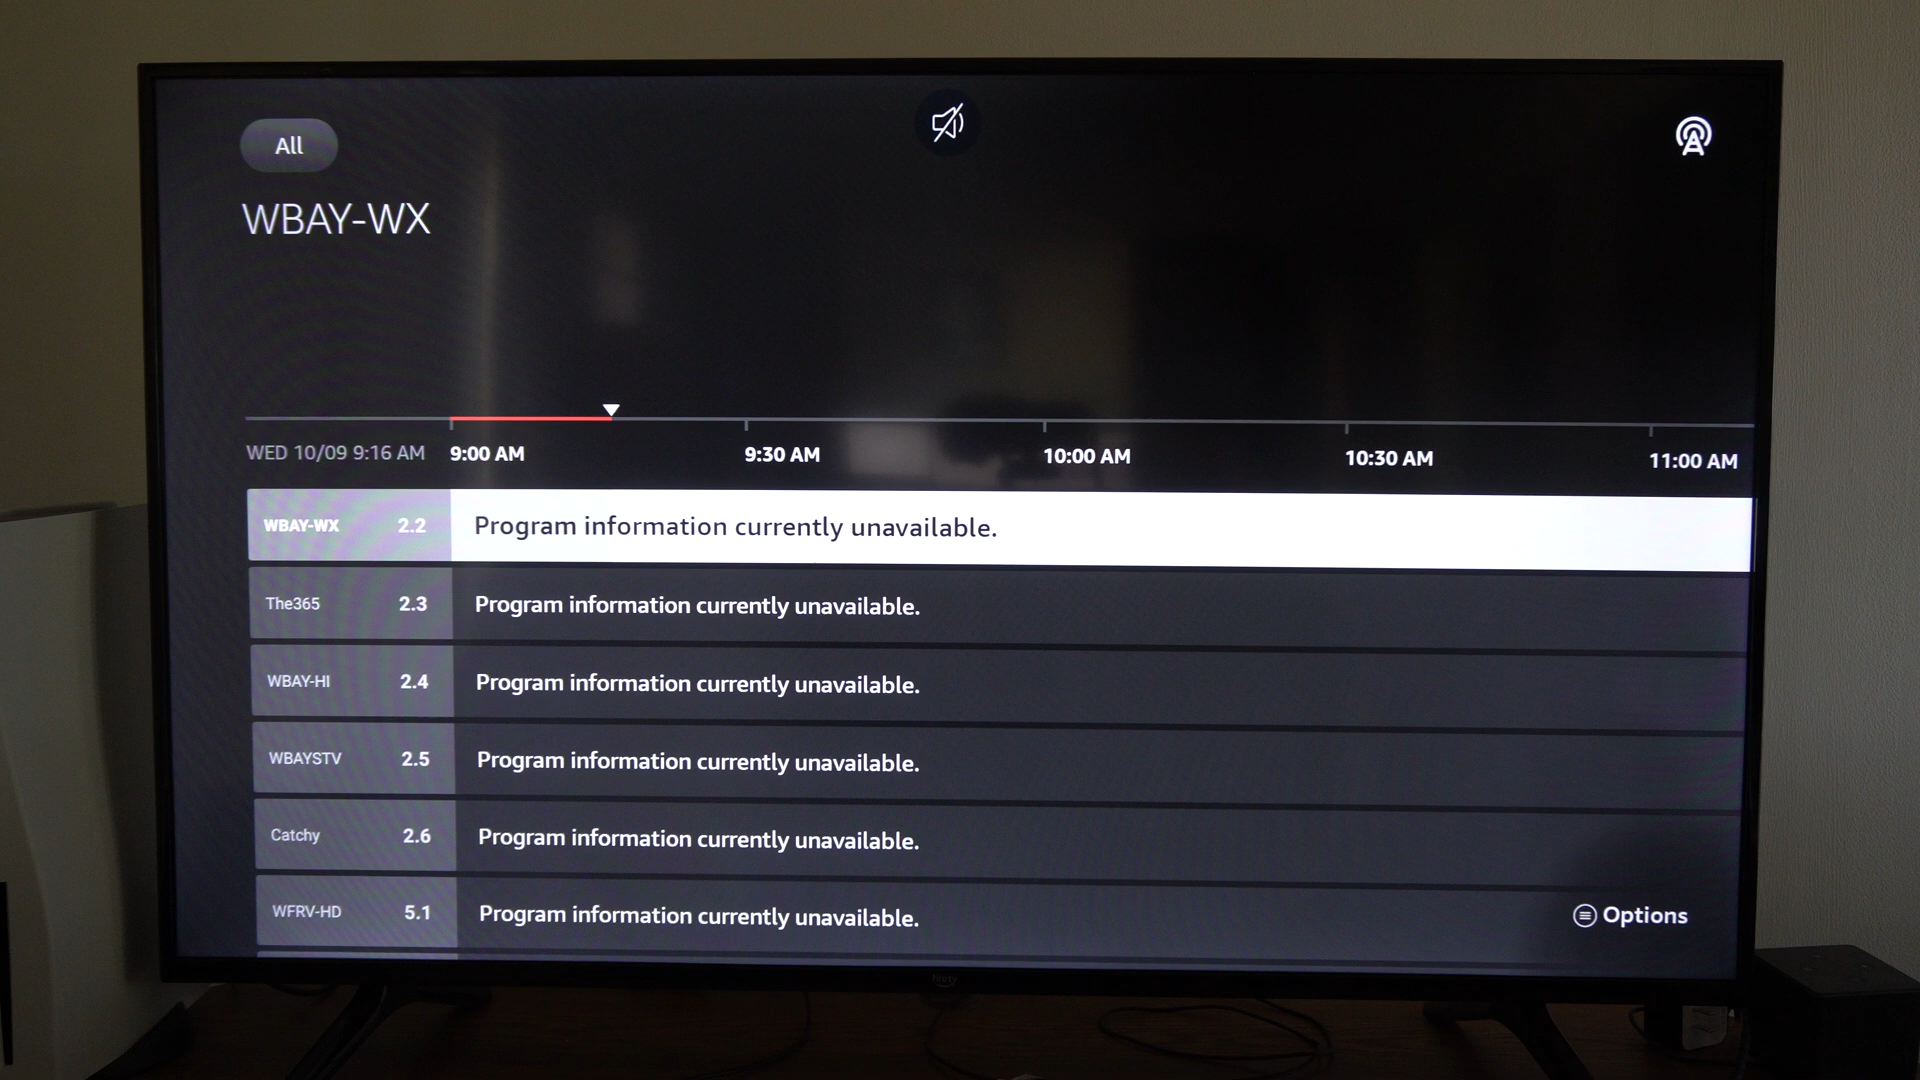 All
WBAY-WX
WED 10/09 9:16 AM 9:00 AM 9:30 AM 10:00 AM 10:30 AM 11:00 AM
WBAY-WX 2.2 Program information currently unavailable.
The365 2.3 Program information currently unavailable.
WBAY-HI 2.4 Program information currently unavailable.
WBAYSTV 2.5 Program information currently unavailable.
Catchy 2.6 Program information currently unavailable.
WFRV-HD 5.1 Program information currently unavailable.
Options